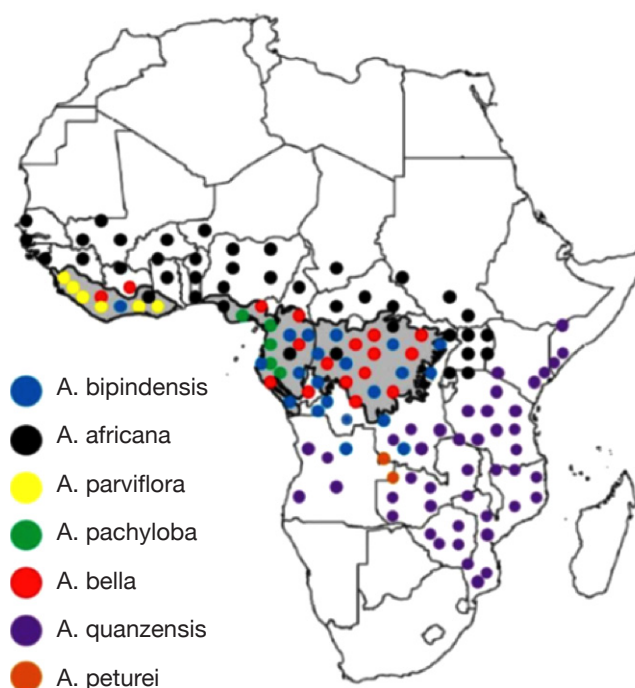 A. bipindensis
A. africana
A. parviflora
A. pachyloba
A. bella
A. quanzensis
A. peturei